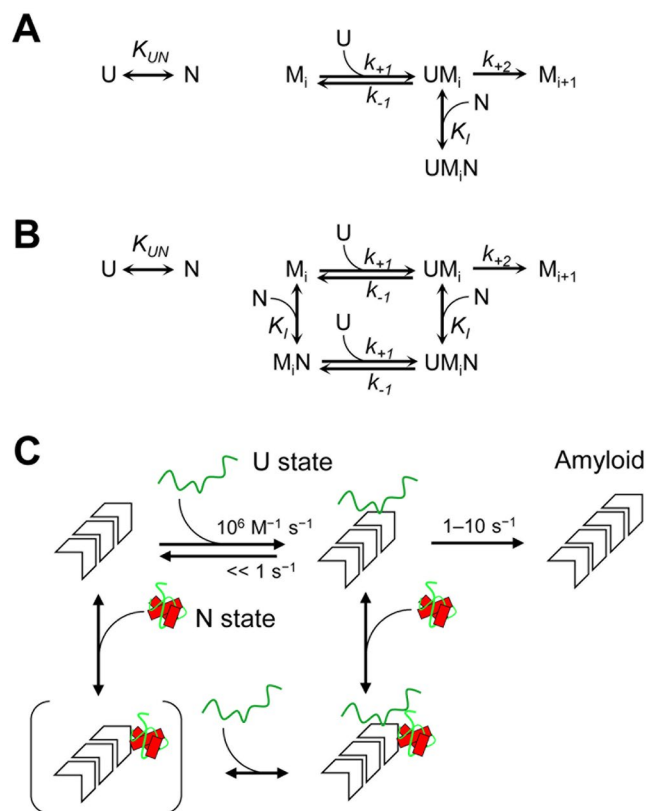 A
K_UN
U ↔ N
U
M_i k_+1 UM_i k_+2 M_i+1
k_-1
N
K_I
UM_iN
B
K_UN
U ↔ N
U
M_i k_+1 UM_i k_+2 M_i+1
k_-1
N K_I
U
N K_I
M_iN k_+1 UM_iN
k_-1
C
U state
Amyloid
10⁶ M⁻¹ s⁻¹
1–10 s⁻¹
<< 1 s⁻¹
N state